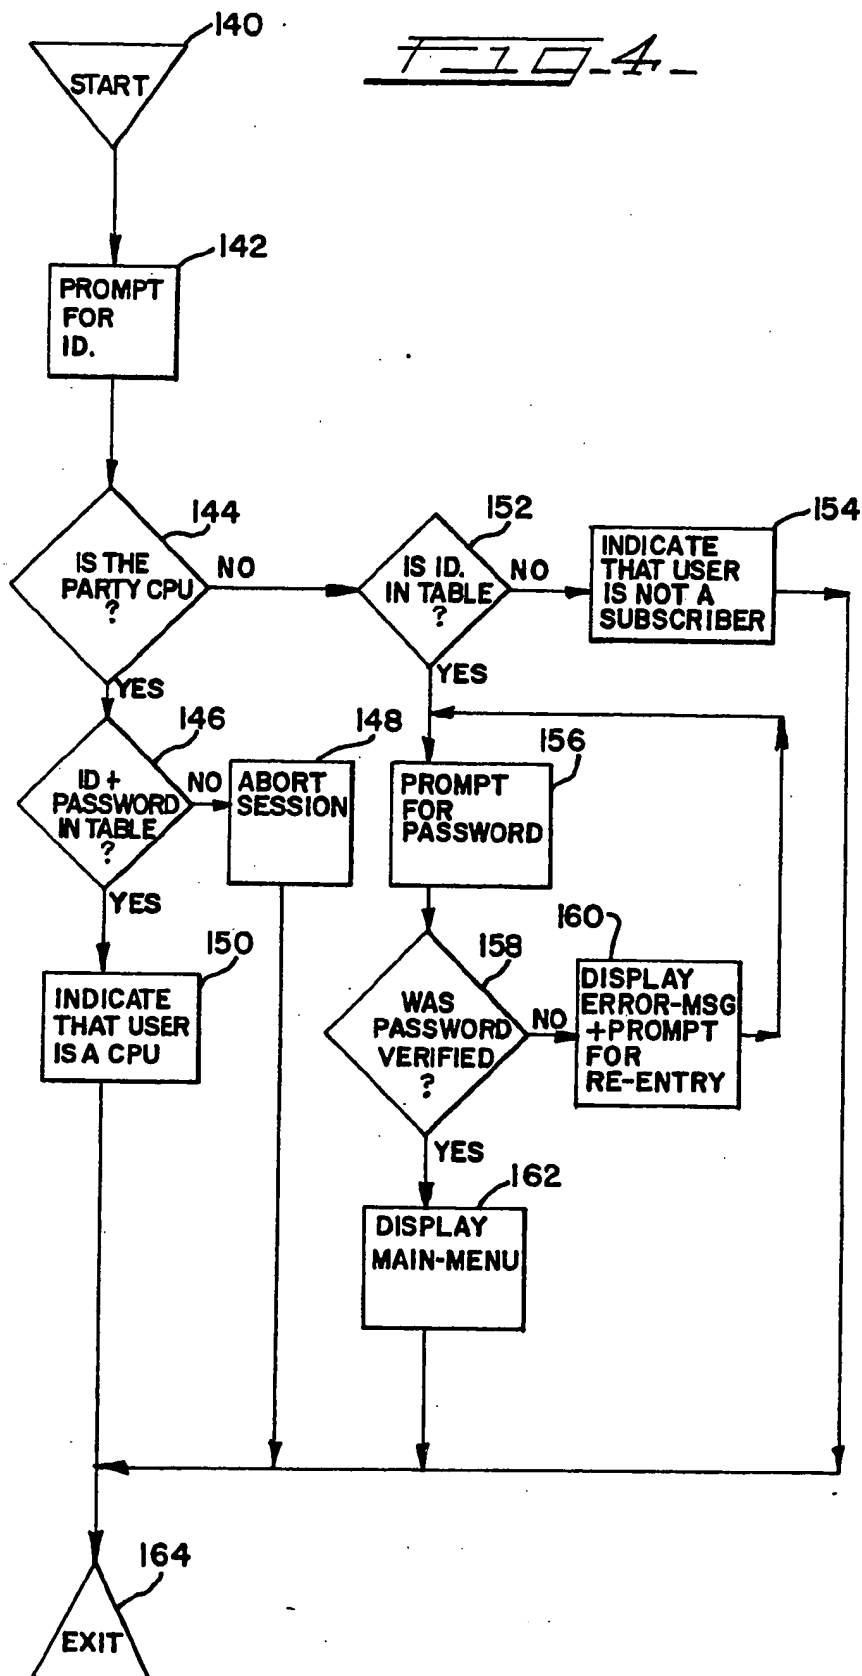 140
Fig. 4
START
142
PROMPT
FOR
ID.
144
IS THE
PARTY CPU
?
NO
YES
152
IS ID.
IN TABLE
?
NO
YES
154
INDICATE
THAT USER
IS NOT A
SUBSCRIBER
146
ID +
PASSWORD
IN TABLE
?
NO
YES
148
ABORT
SESSION
156
PROMPT
FOR
PASSWORD
150
INDICATE
THAT USER
IS A CPU
158
WAS
PASSWORD
VERIFIED
?
NO
YES
160
DISPLAY
ERROR-MSG
+PROMPT
FOR
RE-ENTRY
162
DISPLAY
MAIN-MENU
164
EXIT